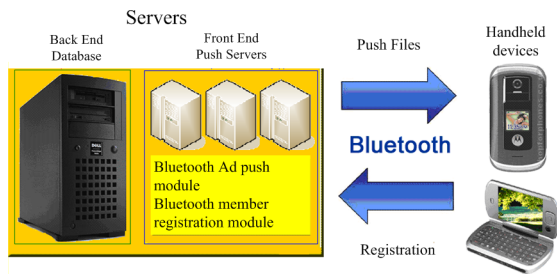 Servers
Back End
Database
Front End
Push Servers
Push Files
Handheld
devices
Bluetooth Ad push
module
Bluetooth member
registration module
Bluetooth
Registration
DELL